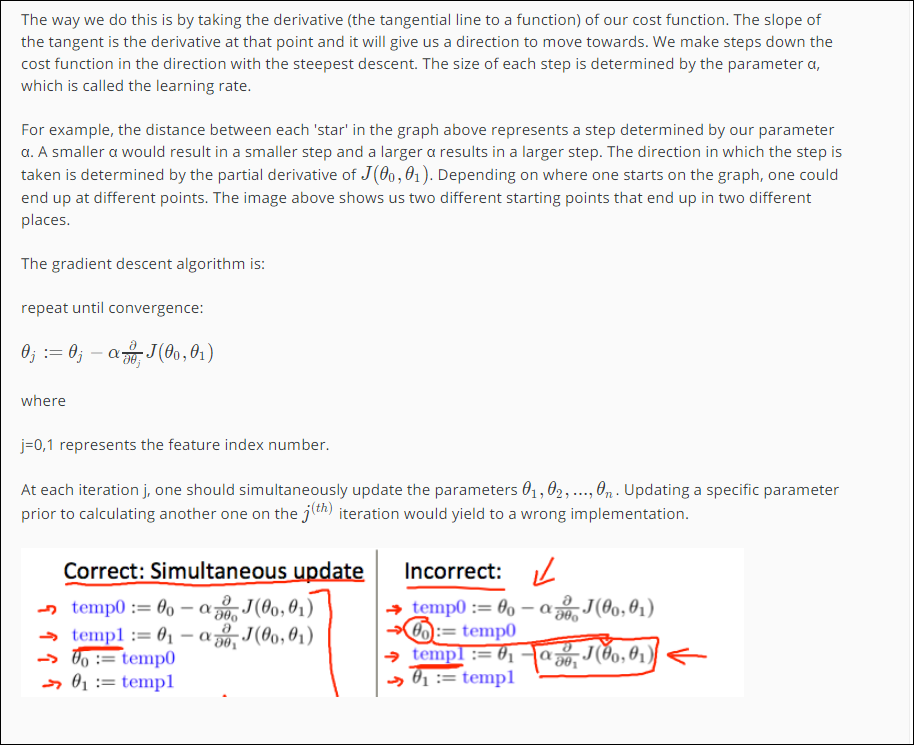 The way we do this is by taking the derivative (the tangential line to a function) of our cost function. The slope of
the tangent is the derivative at that point and it will give us a direction to move towards. We make steps down the
cost function in the direction with the steepest descent. The size of each step is determined by the parameter α,
which is called the learning rate.
For example, the distance between each 'star' in the graph above represents a step determined by our parameter
α. A smaller α would result in a smaller step and a larger α results in a larger step. The direction in which the step is
taken is determined by the partial derivative of J(θ₀,θ₁). Depending on where one starts on the graph, one could
end up at different points. The image above shows us two different starting points that end up in two different
places.
The gradient descent algorithm is:
repeat until convergence:
θⱼ := θⱼ − α ∂/∂θⱼ J(θ₀,θ₁)
where
j=0,1 represents the feature index number.
At each iteration j, one should simultaneously update the parameters θ₁,θ₂,...,θₙ. Updating a specific parameter
prior to calculating another one on the j⁽ᵗʰ⁾ iteration would yield to a wrong implementation.
Correct: Simultaneous update
temp0 := θ₀ − α ∂/∂θ₀ J(θ₀,θ₁)
temp1 := θ₁ − α ∂/∂θ₁ J(θ₀,θ₁)
θ₀ := temp0
θ₁ := temp1
Incorrect:
temp0 := θ₀ − α ∂/∂θ₀ J(θ₀,θ₁)
θ₀ := temp0
temp1 := θ₁ − α ∂/∂θ₁ J(θ₀,θ₁)
θ₁ := temp1